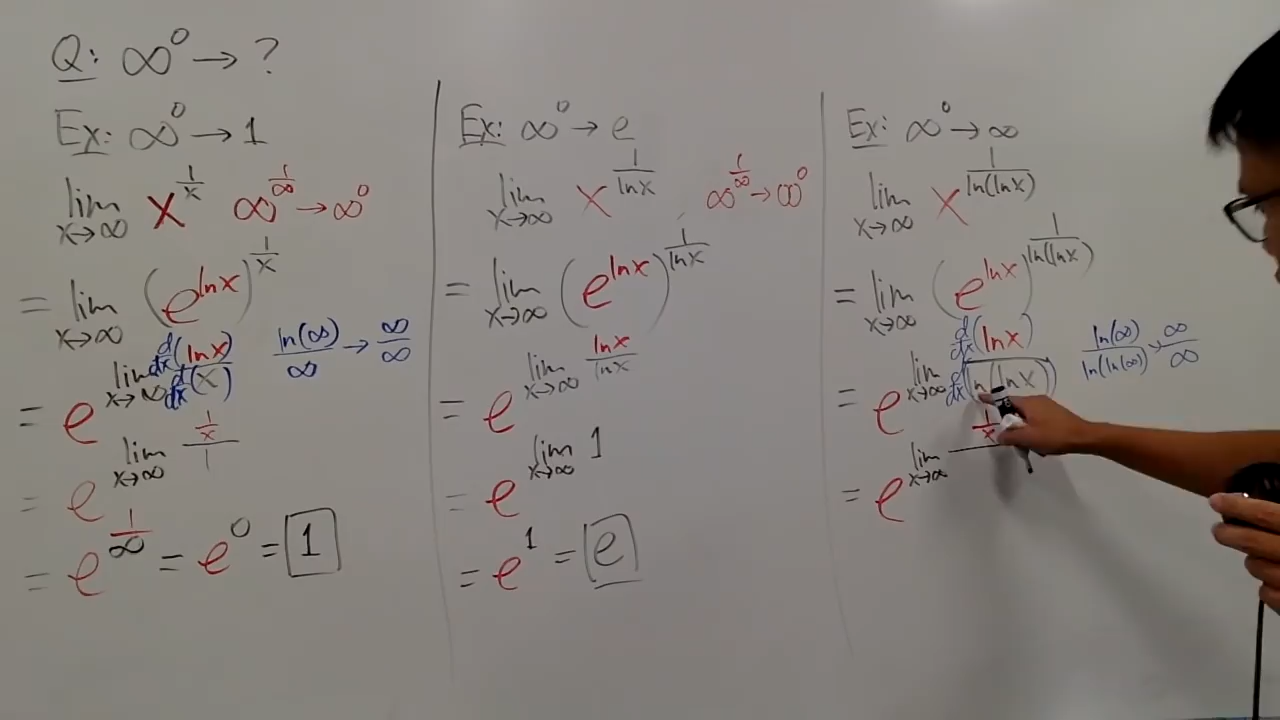 Q: ∞⁰ → ?
Ex: ∞⁰ → 1
lim x→∞ x^(1/x) ∞^(1/∞) → ∞⁰
= lim x→∞ (e^(ln x))^(1/x)
= e^(lim x→∞ d/dx(ln x) / d/dx(x)) ln(∞)/∞ → ∞/∞
= e^(lim x→∞ (1/x)/1)
= e^(1/∞) = e⁰ = 1
Ex: ∞⁰ → e
lim x→∞ x^(1/ln x) ∞^(1/∞) → ∞⁰
= lim x→∞ (e^(ln x))^(1/ln x)
= e^(lim x→∞ ln x / ln x)
= e^(lim x→∞ 1)
= e¹ = e
Ex: ∞⁰ → ∞
lim x→∞ x^(1/ln(ln x))
= lim x→∞ (e^(ln x))^(1/ln(ln x))
= e^(lim x→∞ d/dx(ln x) / d/dx(ln(ln x))) ln(∞)/ln(ln(∞)) → ∞/∞
= e^(lim x→∞ (1/x)/